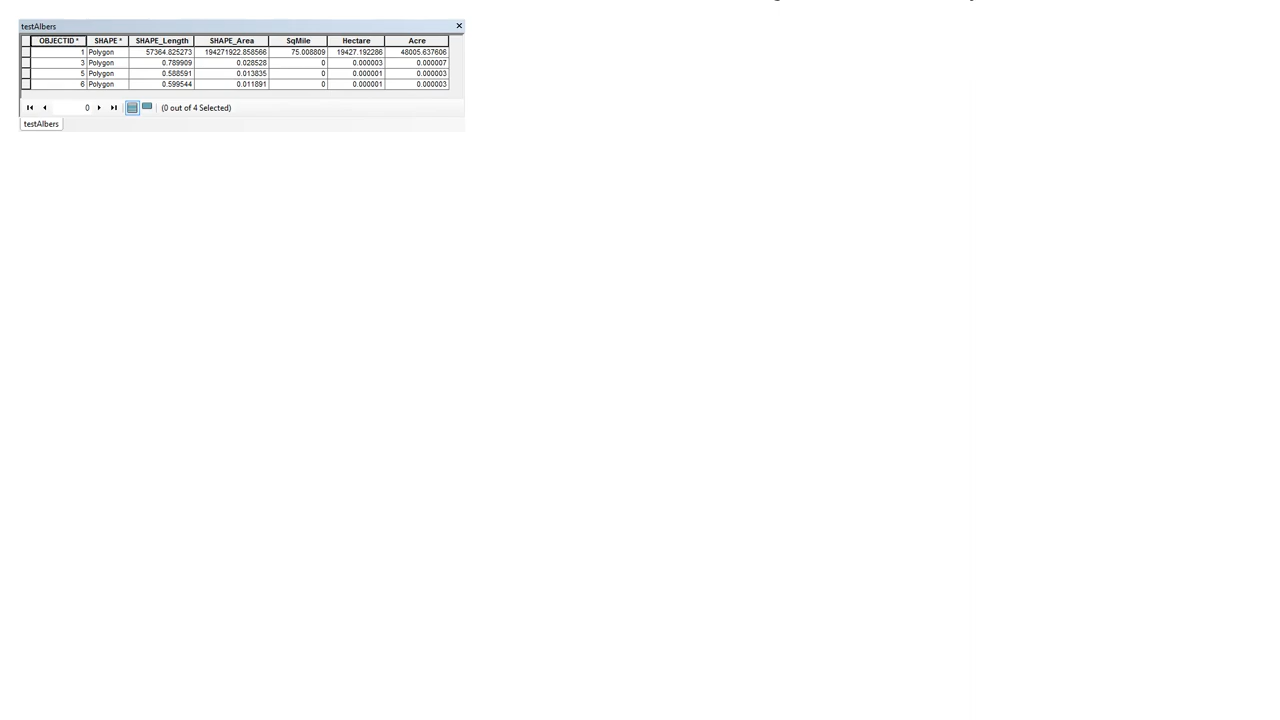 testAlbers
OBJECTID * SHAPE * SHAPE_Length SHAPE_Area SqMile Hectare Acre
1 Polygon 57364.825273 194271922.858566 75.008809 19427.192286 48005.637606
3 Polygon 0.789909 0.028528 0 0.000003 0.000007
5 Polygon 0.588591 0.013835 0 0.000001 0.000003
6 Polygon 0.599544 0.011891 0 0.000001 0.000003
0 (0 out of 4 Selected)
testAlbers